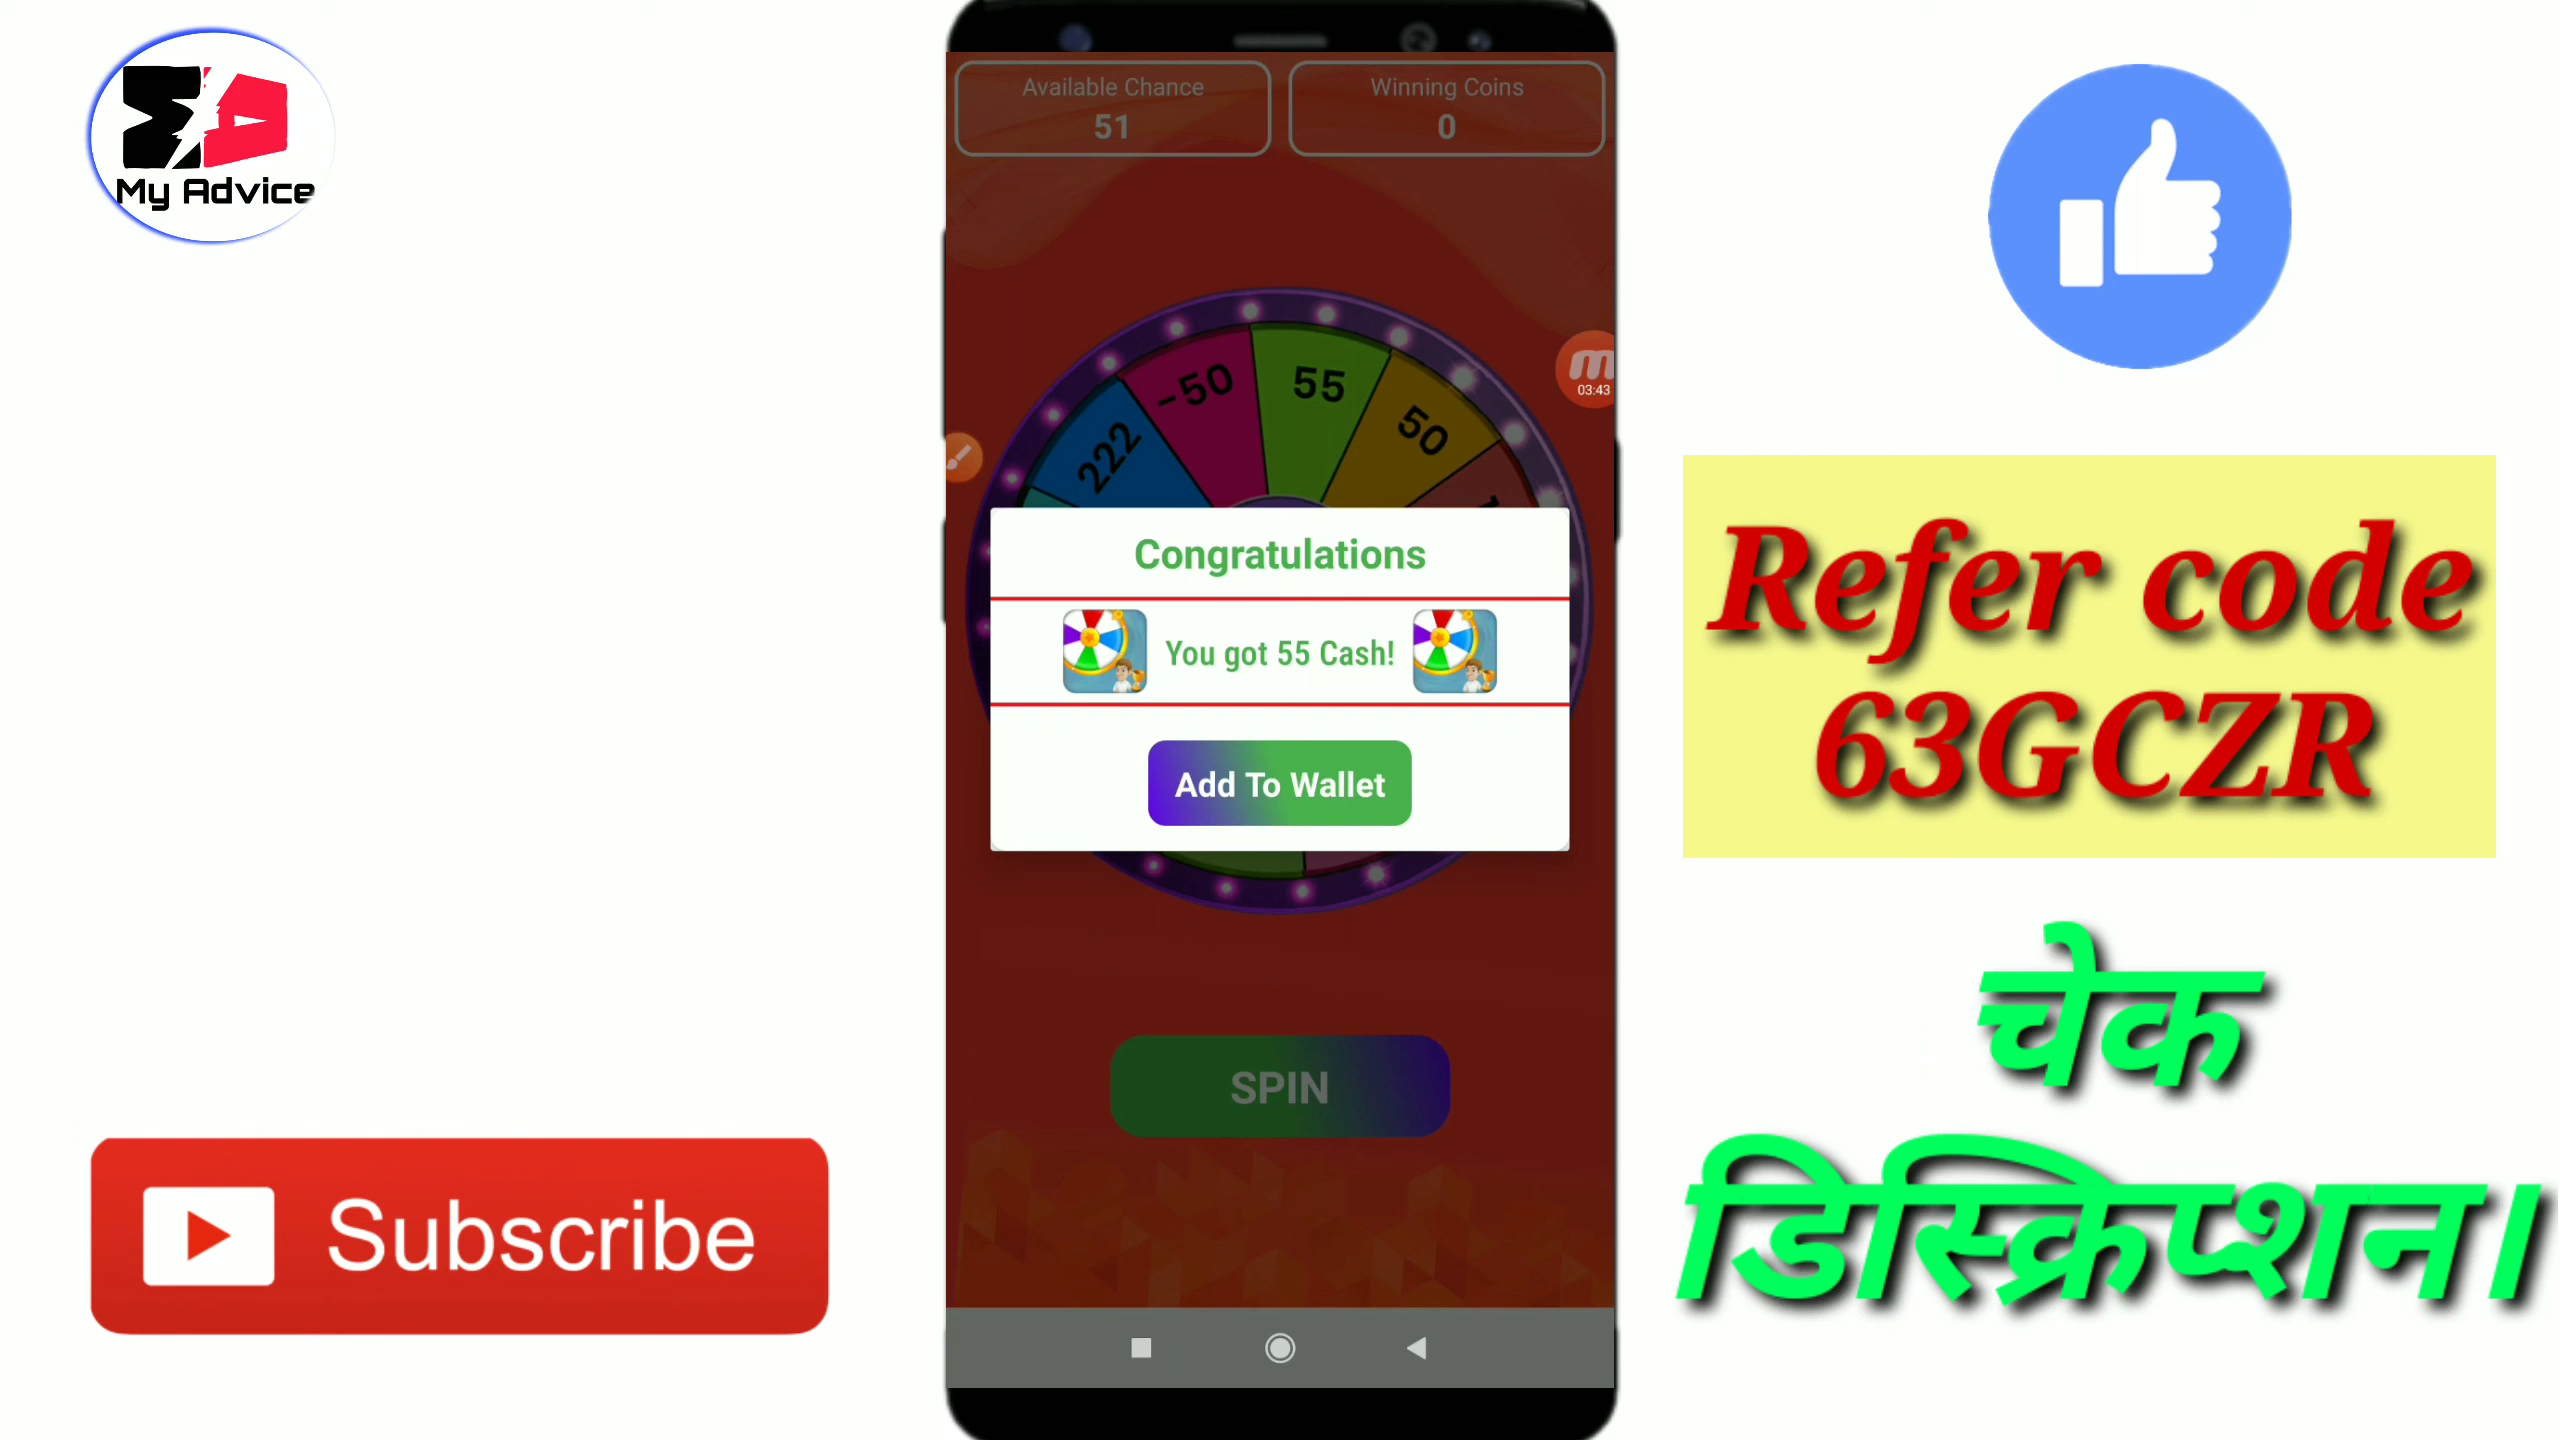 My Advice
Available Chance
51
Winning Coins
0
222
-50
55
50
03:43
Congratulations
You got 55 Cash!
Add To Wallet
SPIN
Refer code
63GCZR
चेक
डिस्क्रिप्शन।
Subscribe